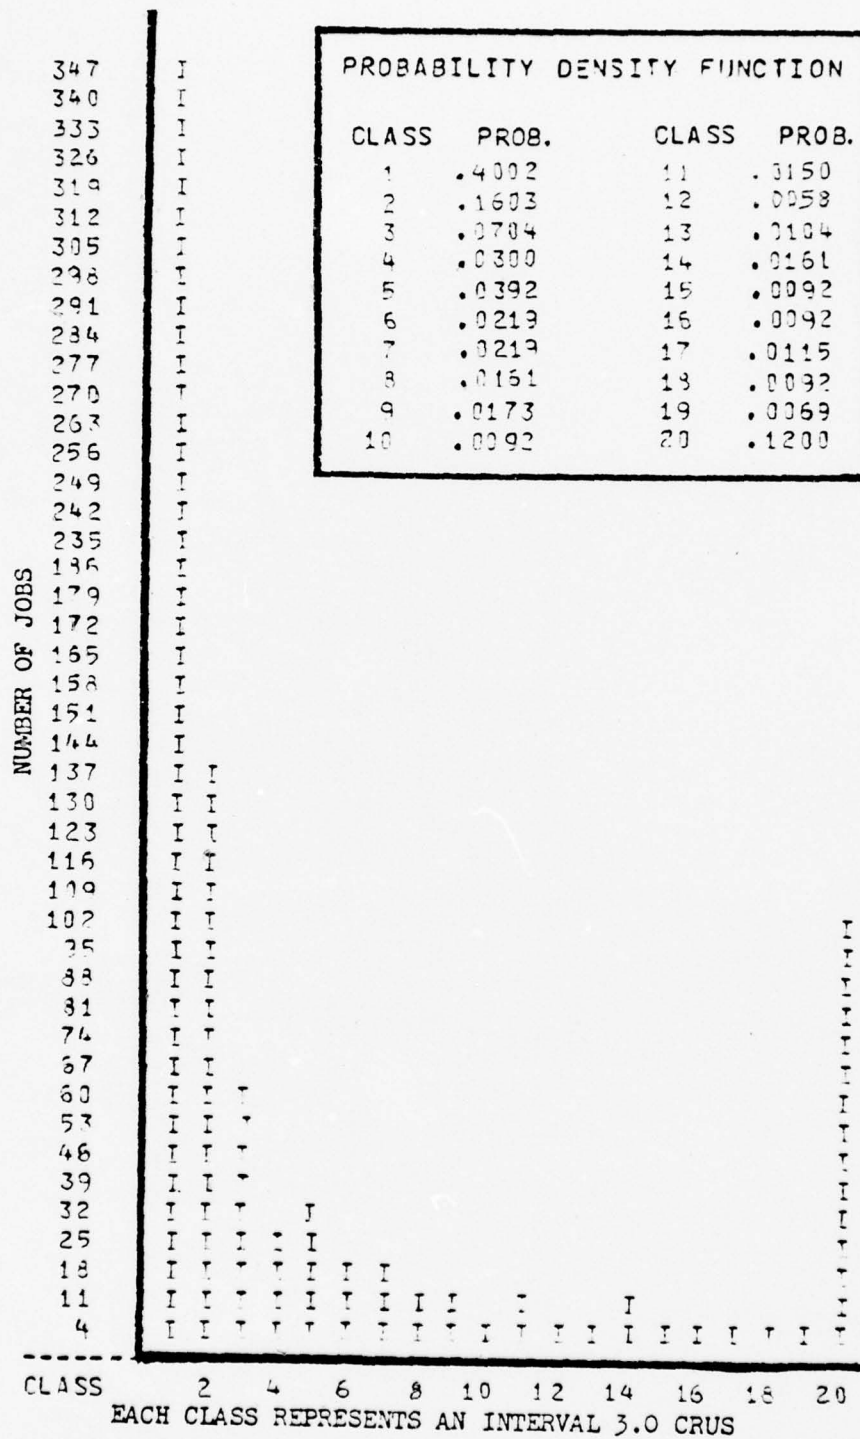 PROBABILITY DENSITY FUNCTION
CLASS PROB. CLASS PROB.
1 .4002 11 .0150
2 .1603 12 .0058
3 .0704 13 .0104
4 .0300 14 .0161
5 .0392 15 .0092
6 .0219 16 .0092
7 .0219 17 .0115
8 .0161 18 .0092
9 .0173 19 .0069
10 .0092 20 .1200
NUMBER OF JOBS
347
340
333
326
319
312
305
298
291
284
277
270
263
256
249
242
235
186
179
172
165
158
151
144
137
130
123
116
109
102
95
88
81
74
67
60
53
46
39
32
25
18
11
4
CLASS 2 4 6 8 10 12 14 16 18 20
EACH CLASS REPRESENTS AN INTERVAL 3.0 CRUS